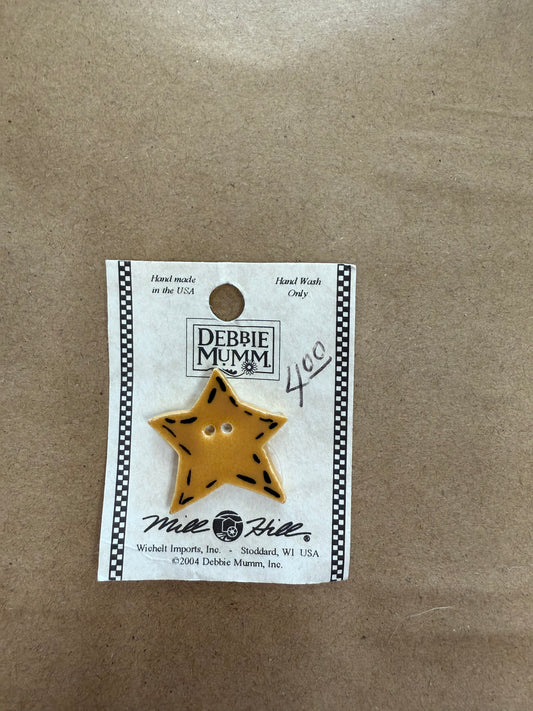 Hand made
in the USA
Hand Wash
Only
DEBBIE
MUMM.
4.00
Mill Hill®
Wichelt Imports, Inc. - Stoddard, WI USA
©2004 Debbie Mumm, Inc.